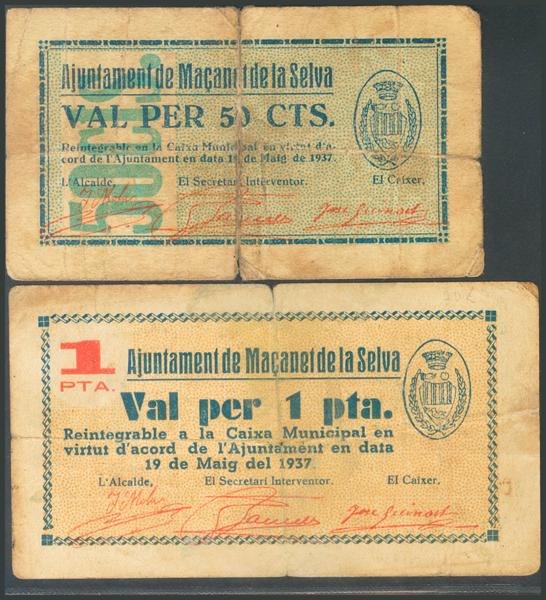 50 CTS.
Ajuntament de Maçanet de la Selva
VAL PER 50 CTS.
Reintegrable en la Caixa Municipal en virtut d'a-
cord de l'Ajuntament en data 19 de Maig de 1937.
L'Alcalde, El Secretari Interventor. El Caixer,
1
PTA.
Ajuntament de Maçanet de la Selva
Val per 1 pta.
Reintegrable a la Caixa Municipal en
virtut d'acord de l'Ajuntament en data
19 de Maig del 1937.
L'Alcalde, El Secretari Interventor. El Caixer,